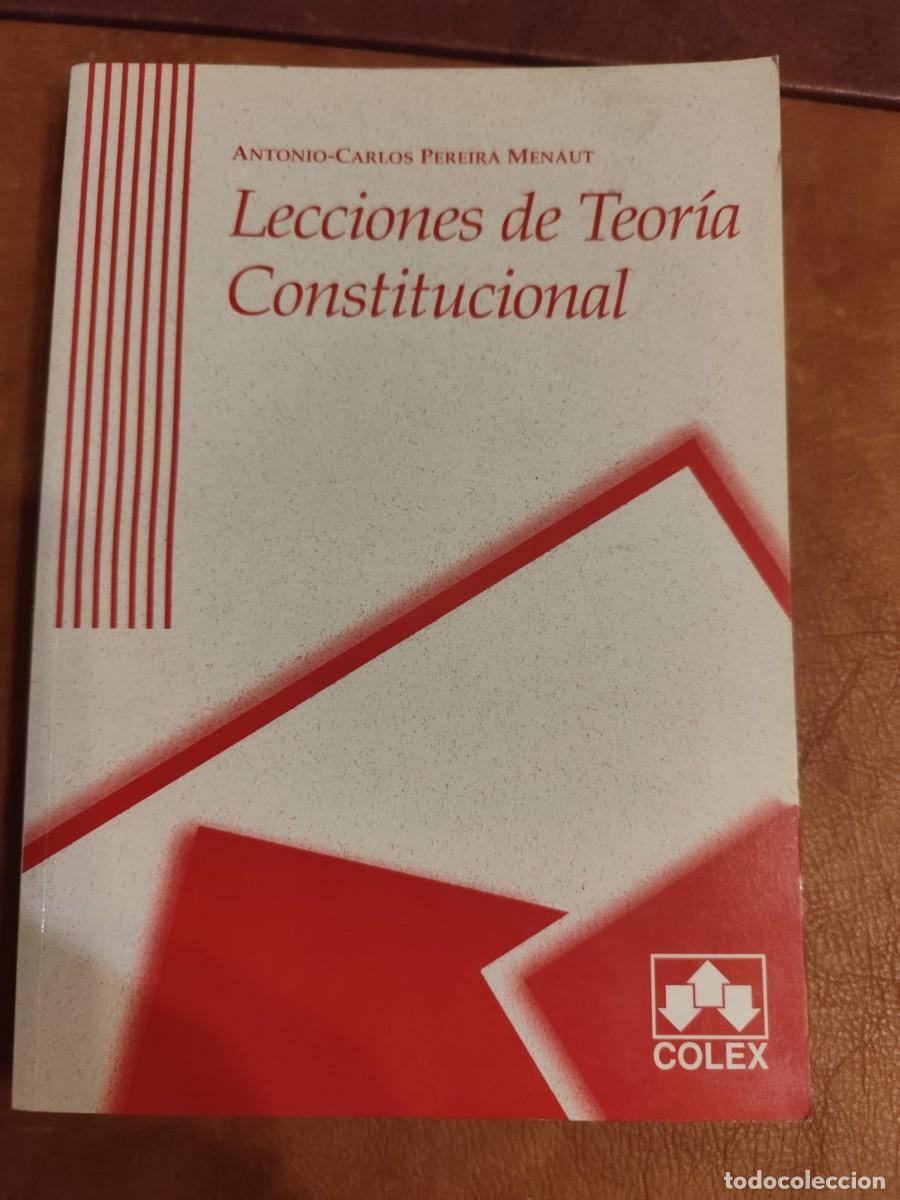 ANTONIO-CARLOS PEREIRA MENAUT
Lecciones de Teoría
Constitucional
COLEX
todocoleccion